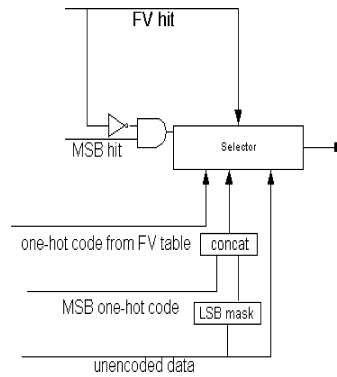 FV hit
MSB hit
Selector
one-hot code from FV table
concat
MSB one-hot code
LSB mask
unencoded data